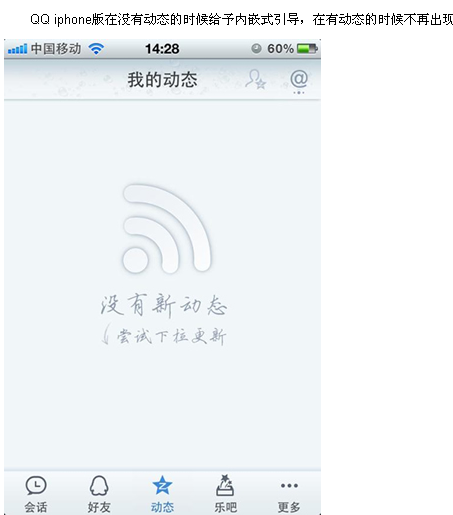 QQ iphone版在没有动态的时候给予内嵌式引导，在有动态的时候不再出现
中国移动 14:28 60%
我的动态 @
没有新动态
尝试下拉更新
会话 好友 动态 乐吧 更多